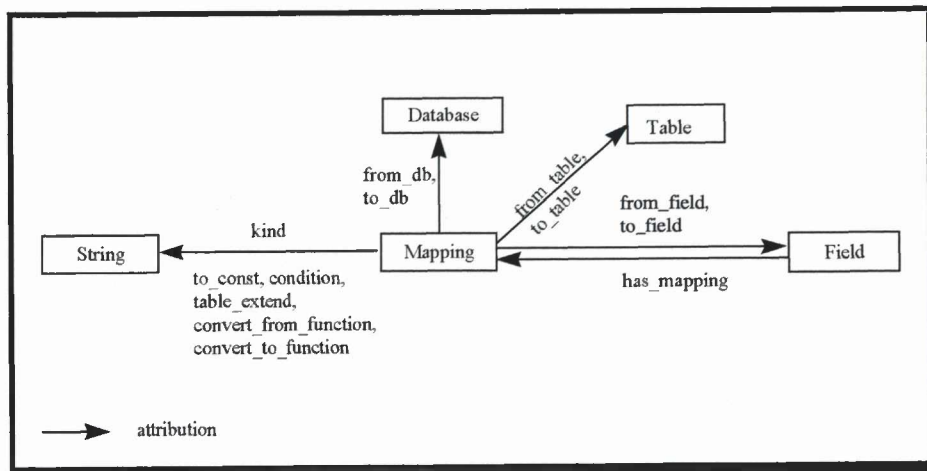 Database
Table
from_db,
to_db
from_table,
to_table
from_field,
to_field
kind
String
Mapping
Field
has_mapping
to_const, condition,
table_extend,
convert_from_function,
convert_to_function
attribution